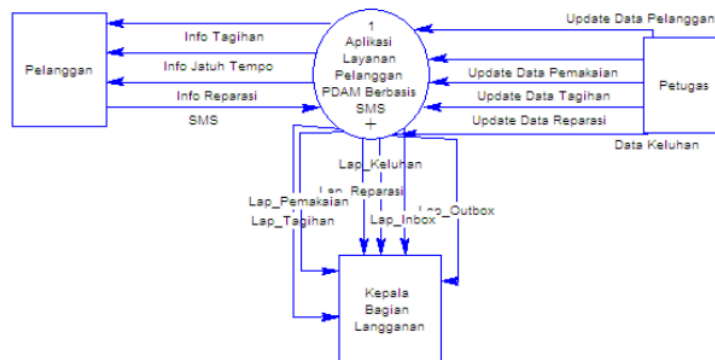 1
Aplikasi
Layanan
Pelanggan
PDAM Berbasis
SMS
+
Pelanggan
Petugas
Info Tagihan
Info Jatuh Tempo
Info Reparasi
SMS
Update Data Pelanggan
Update Data Pemakaian
Update Data Tagihan
Update Data Reparasi
Data Keluhan
Lap_Keluhan
Lap_Reparasi
Lap_Pemakaian
Lap_Tagihan
Lap_Inbox
Lap_Outbox
Kepala
Bagian
Langganan